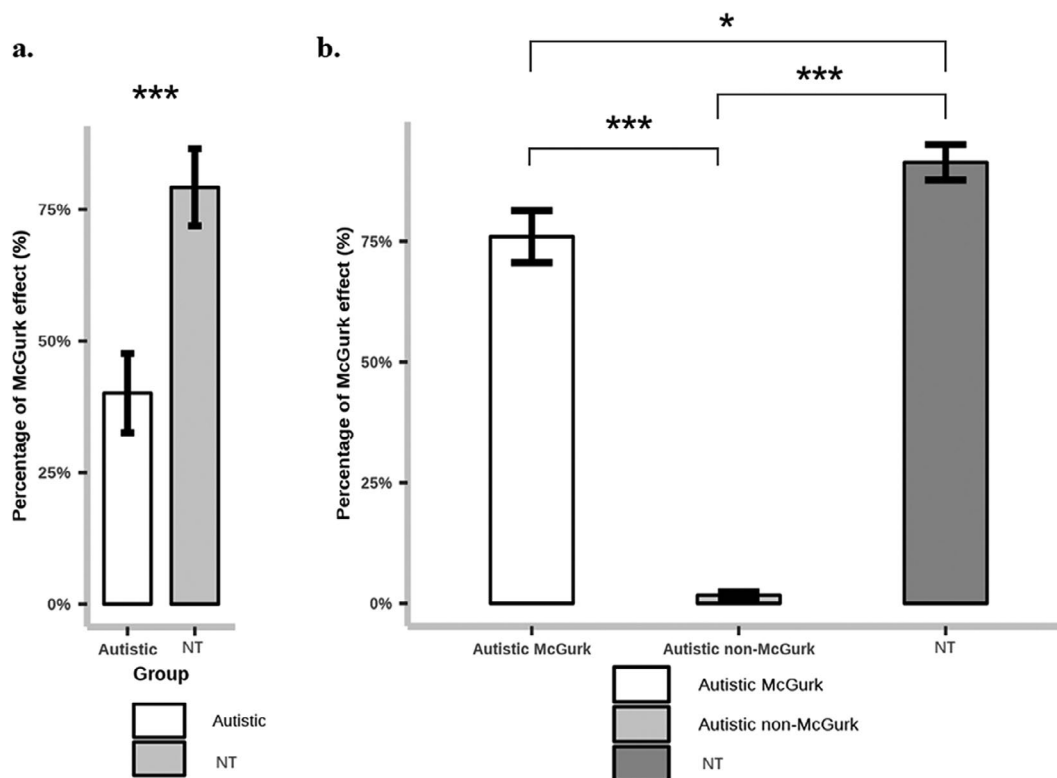 a.
***
Percentage of McGurk effect (%)
75%
50%
25%
0%
Autistic NT
Group
Autistic
NT
b.
*
***
***
Percentage of McGurk effect (%)
75%
50%
25%
0%
Autistic McGurk Autistic non-McGurk NT
Autistic McGurk
Autistic non-McGurk
NT